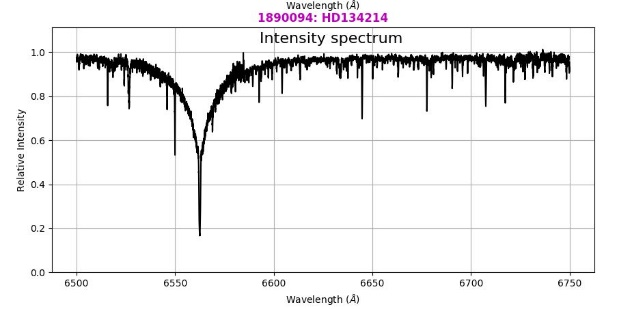 Wavelength (Å)
1890094: HD134214
Intensity spectrum
1.0
0.8
0.6
0.4
0.2
0.0
Relative Intensity
6500 6550 6600 6650 6700 6750
Wavelength (Å)